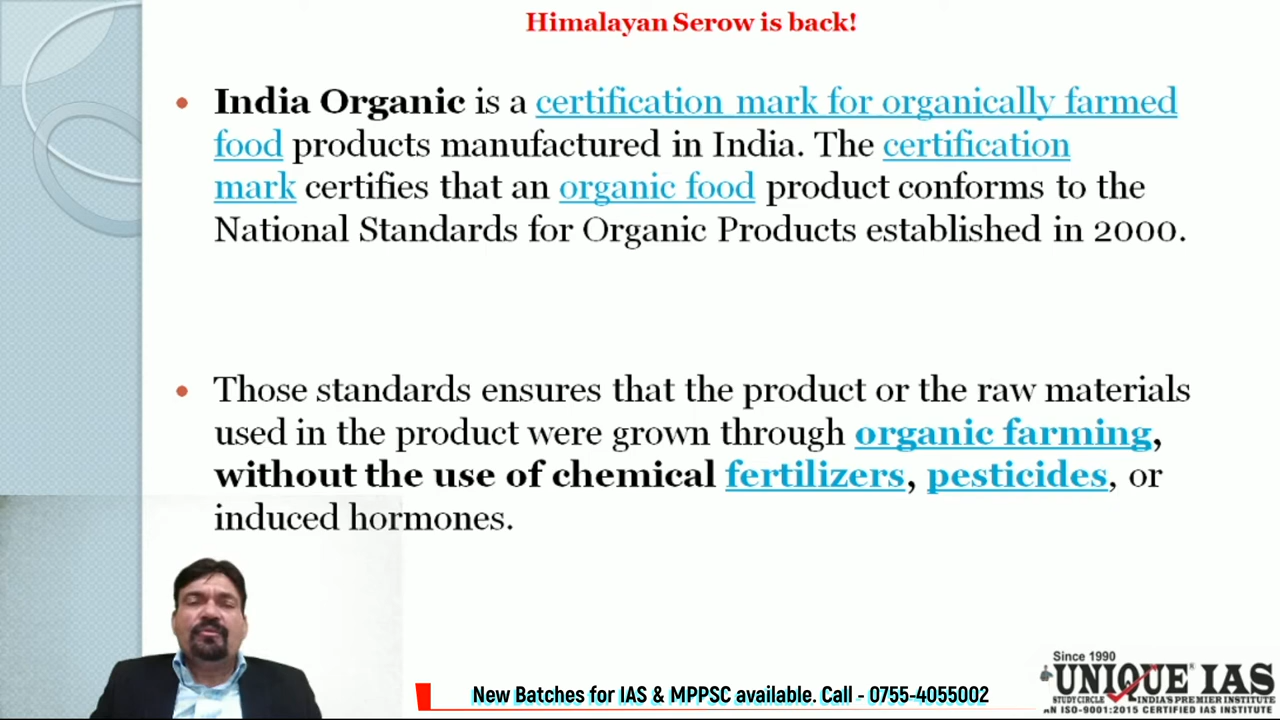 Himalayan Serow is back!
India Organic is a certification mark for organically farmed
food products manufactured in India. The certification
mark certifies that an organic food product conforms to the
National Standards for Organic Products established in 2000.
Those standards ensures that the product or the raw materials
used in the product were grown through organic farming,
without the use of chemical fertilizers, pesticides, or
induced hormones.
Since 1990
UNIQUE IAS
STUDY CIRCLE INDIA'S PREMIER INSTITUTE
AN ISO-9001:2015 CERTIFIED IAS INSTITUTE
New Batches for IAS & MPPSC available. Call - 0755-4055002